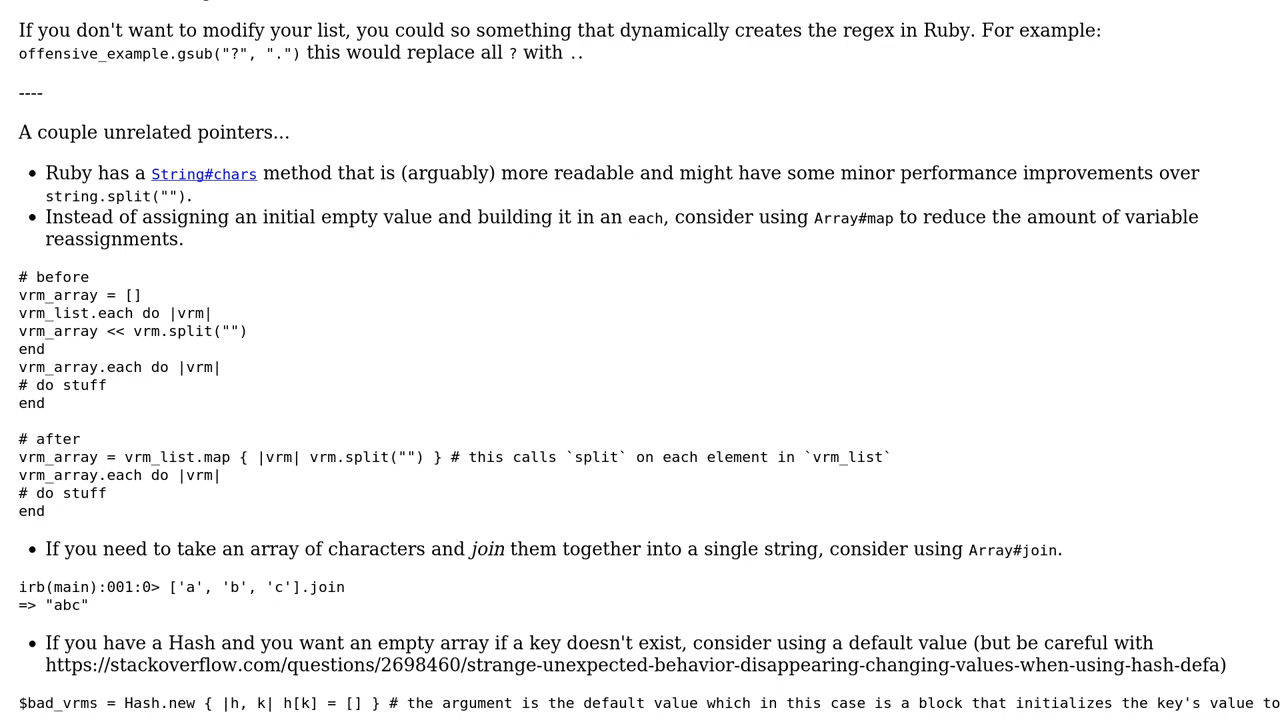 If you don't want to modify your list, you could so something that dynamically creates the regex in Ruby. For example:
offensive_example.gsub("?", ".") this would replace all ? with ..
----
A couple unrelated pointers...
• Ruby has a String#chars method that is (arguably) more readable and might have some minor performance improvements over
string.split("").
• Instead of assigning an initial empty value and building it in an each, consider using Array#map to reduce the amount of variable
reassignments.
# before
vrm_array = []
vrm_list.each do |vrm|
vrm_array << vrm.split("")
end
vrm_array.each do |vrm|
# do stuff
end
# after
vrm_array = vrm_list.map { |vrm| vrm.split("") } # this calls `split` on each element in `vrm_list`
vrm_array.each do |vrm|
# do stuff
end
• If you need to take an array of characters and join them together into a single string, consider using Array#join.
irb(main):001:0> ['a', 'b', 'c'].join
=> "abc"
• If you have a Hash and you want an empty array if a key doesn't exist, consider using a default value (but be careful with
https://stackoverflow.com/questions/2698460/strange-unexpected-behavior-disappearing-changing-values-when-using-hash-defa)
$bad_vrms = Hash.new { |h, k| h[k] = [] } # the argument is the default value which in this case is a block that initializes the key's value to